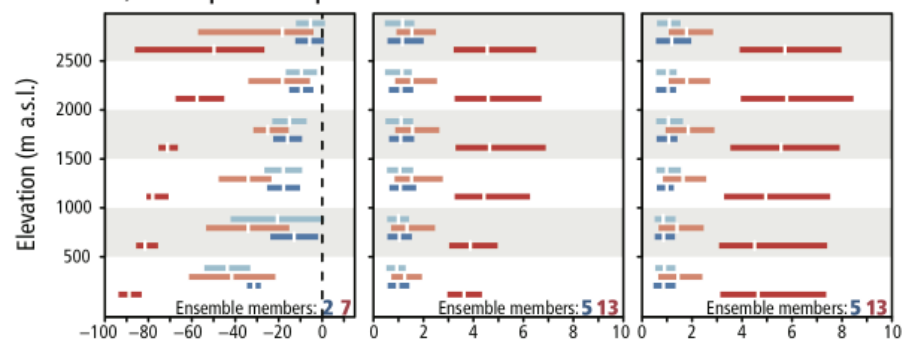 Elevation (m a.s.l.)
2500
2000
1500
1000
500
Ensemble members: 2 7
Ensemble members: 5 13
Ensemble members: 5 13
−100 −80 −60 −40 −20 0
0 2 4 6 8 10
0 2 4 6 8 10